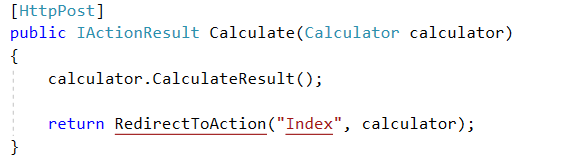 [HttpPost]
public IActionResult Calculate(Calculator calculator)
{
calculator.CalculateResult();
return RedirectToAction("Index", calculator);
}